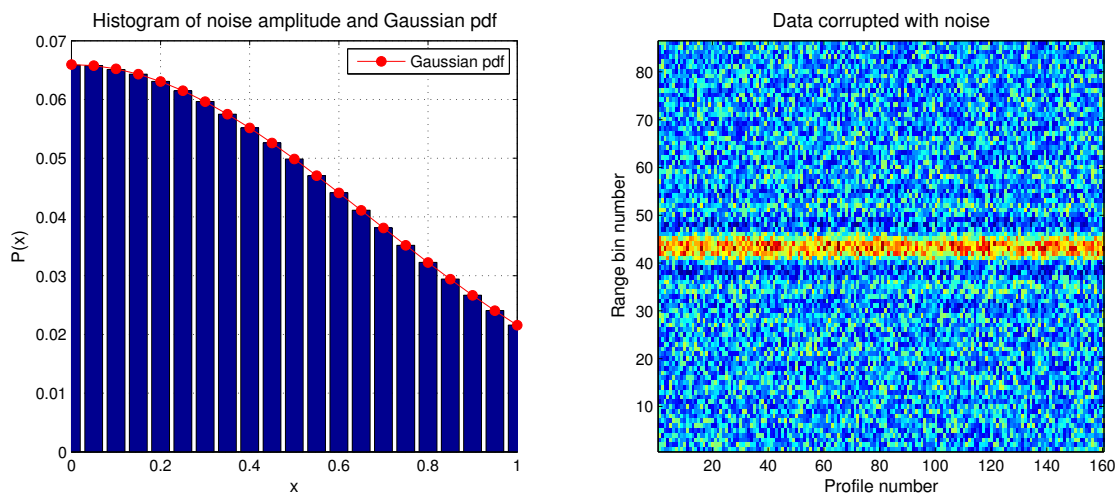 Histogram of noise amplitude and Gaussian pdf
Gaussian pdf
0.07
0.06
0.05
0.04
0.03
0.02
0.01
0
P(x)
0 0.2 0.4 0.6 0.8 1
x
Data corrupted with noise
80
70
60
50
40
30
20
10
Range bin number
20 40 60 80 100 120 140 160
Profile number